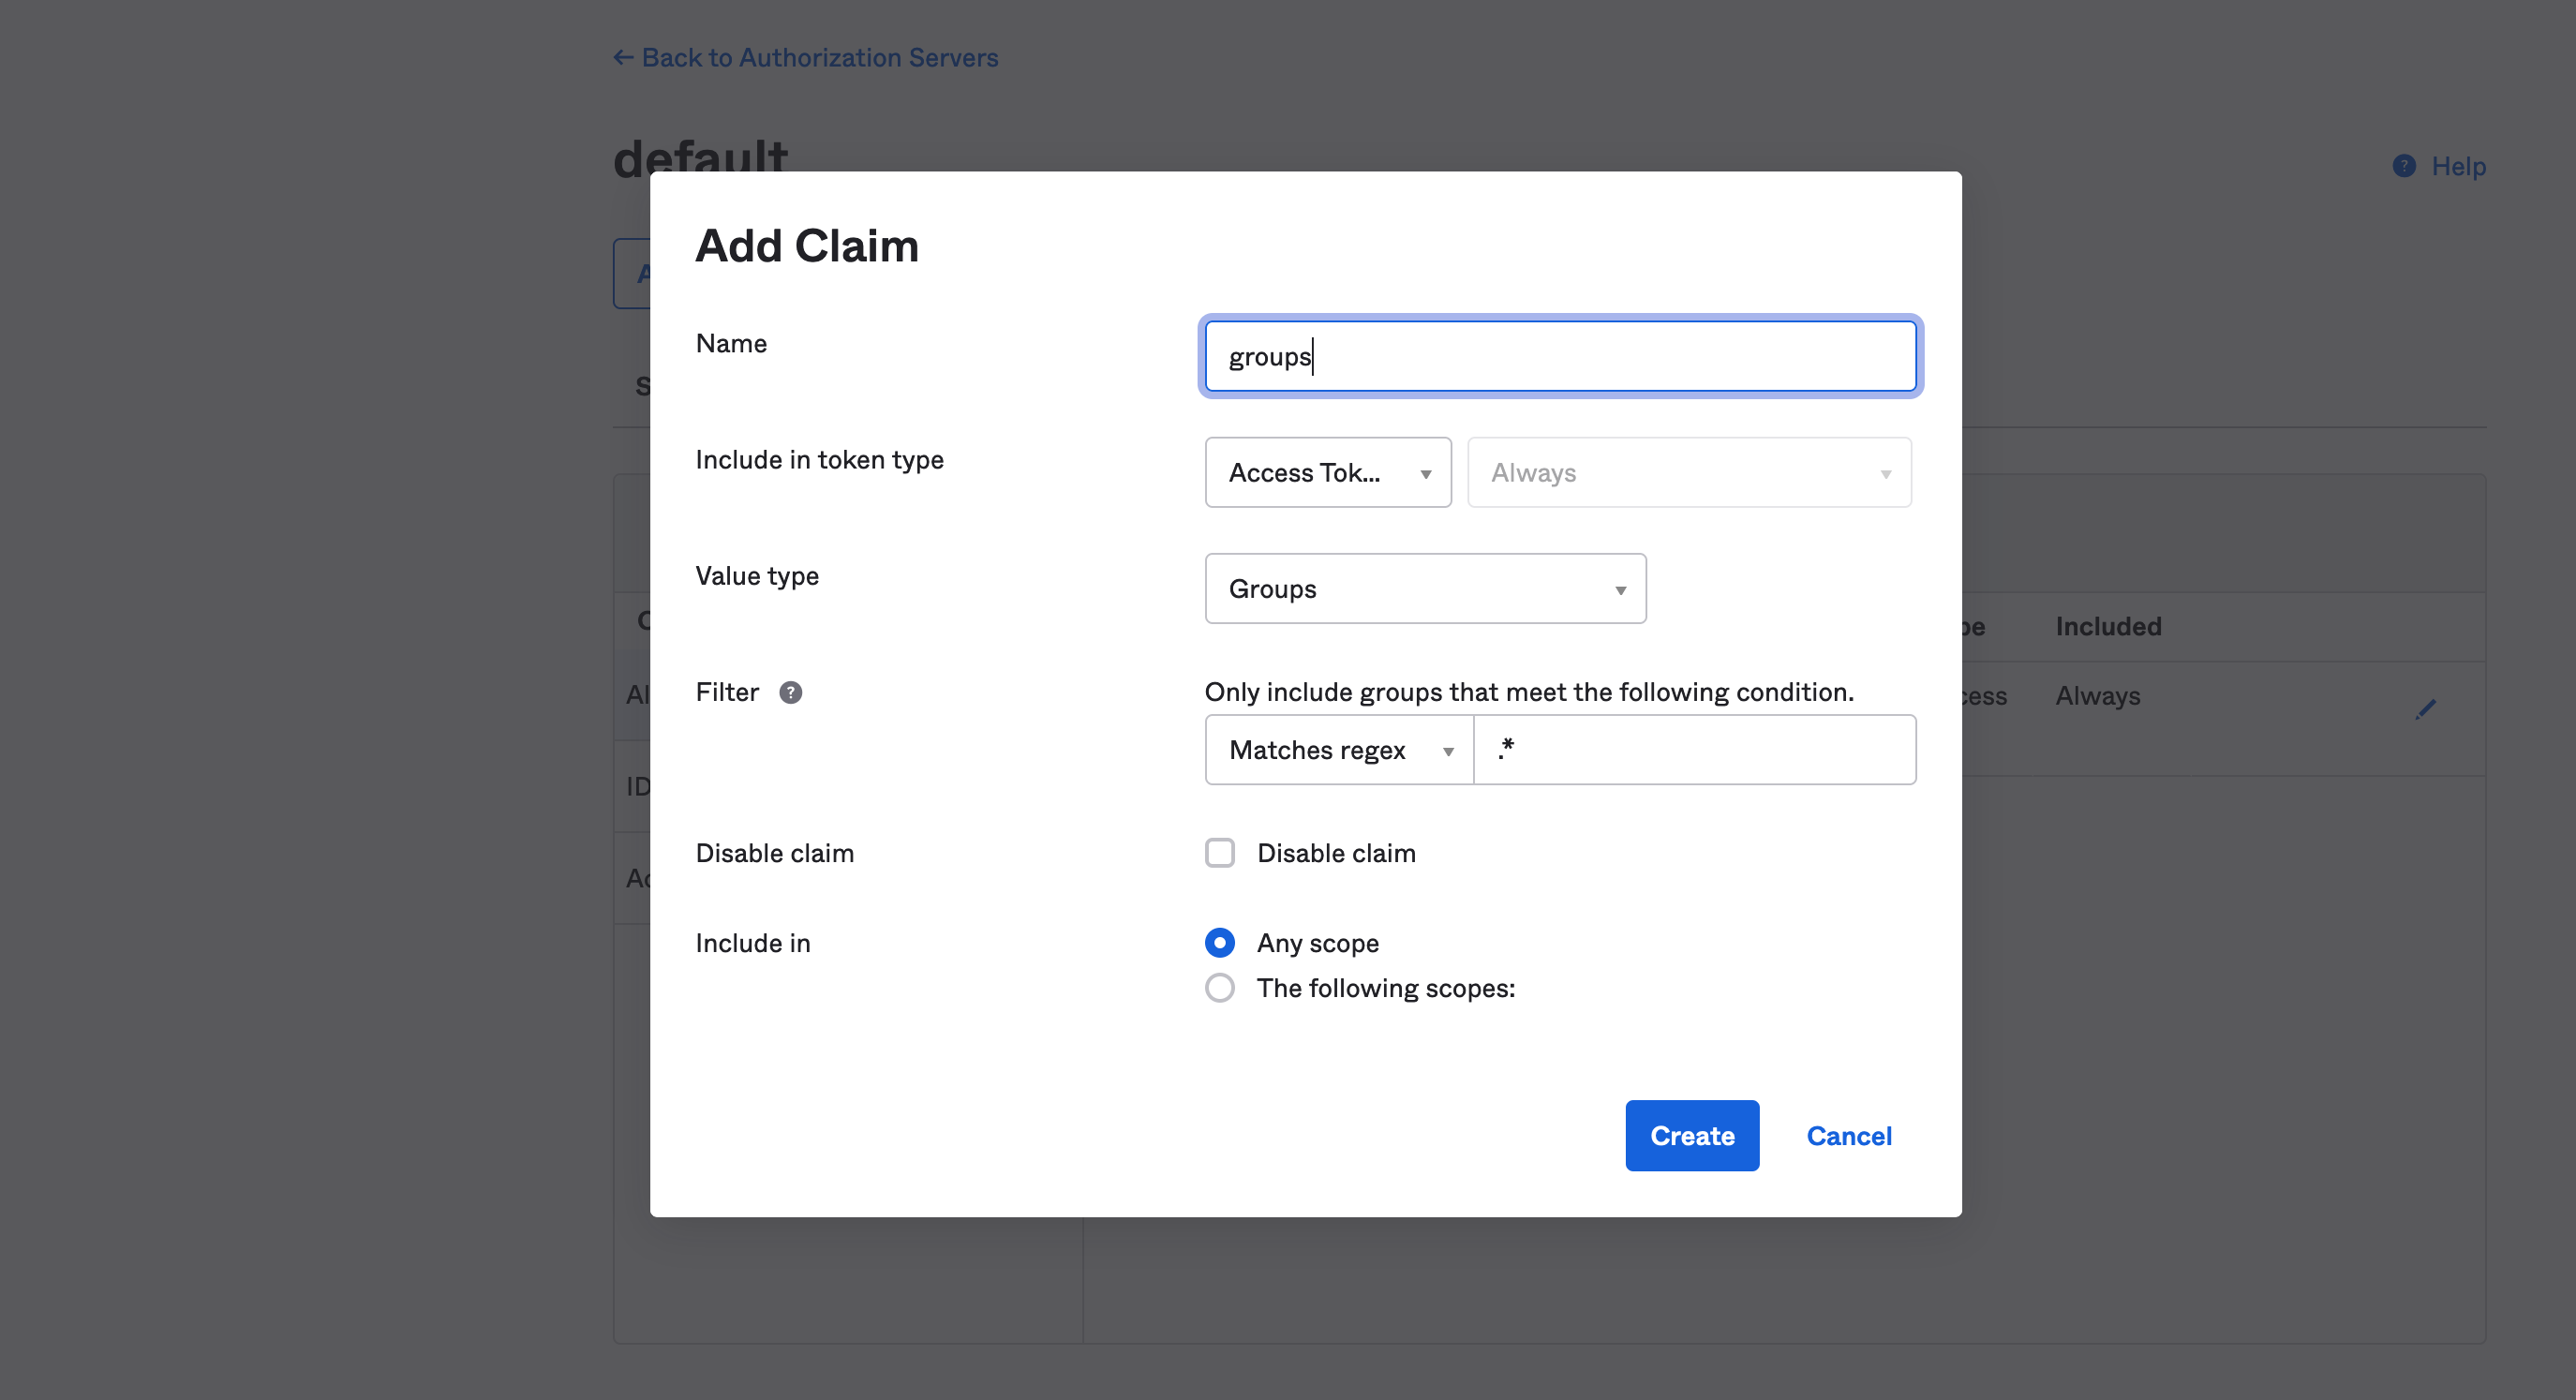 ← Back to Authorization Servers
default
Help
Add Claim
Name
groups
Include in token type
Access Tok...
Always
Value type
Groups
Filter
Only include groups that meet the following condition.
Matches regex
.*
Included
Always
Disable claim
Disable claim
Include in
Any scope
The following scopes:
Create
Cancel